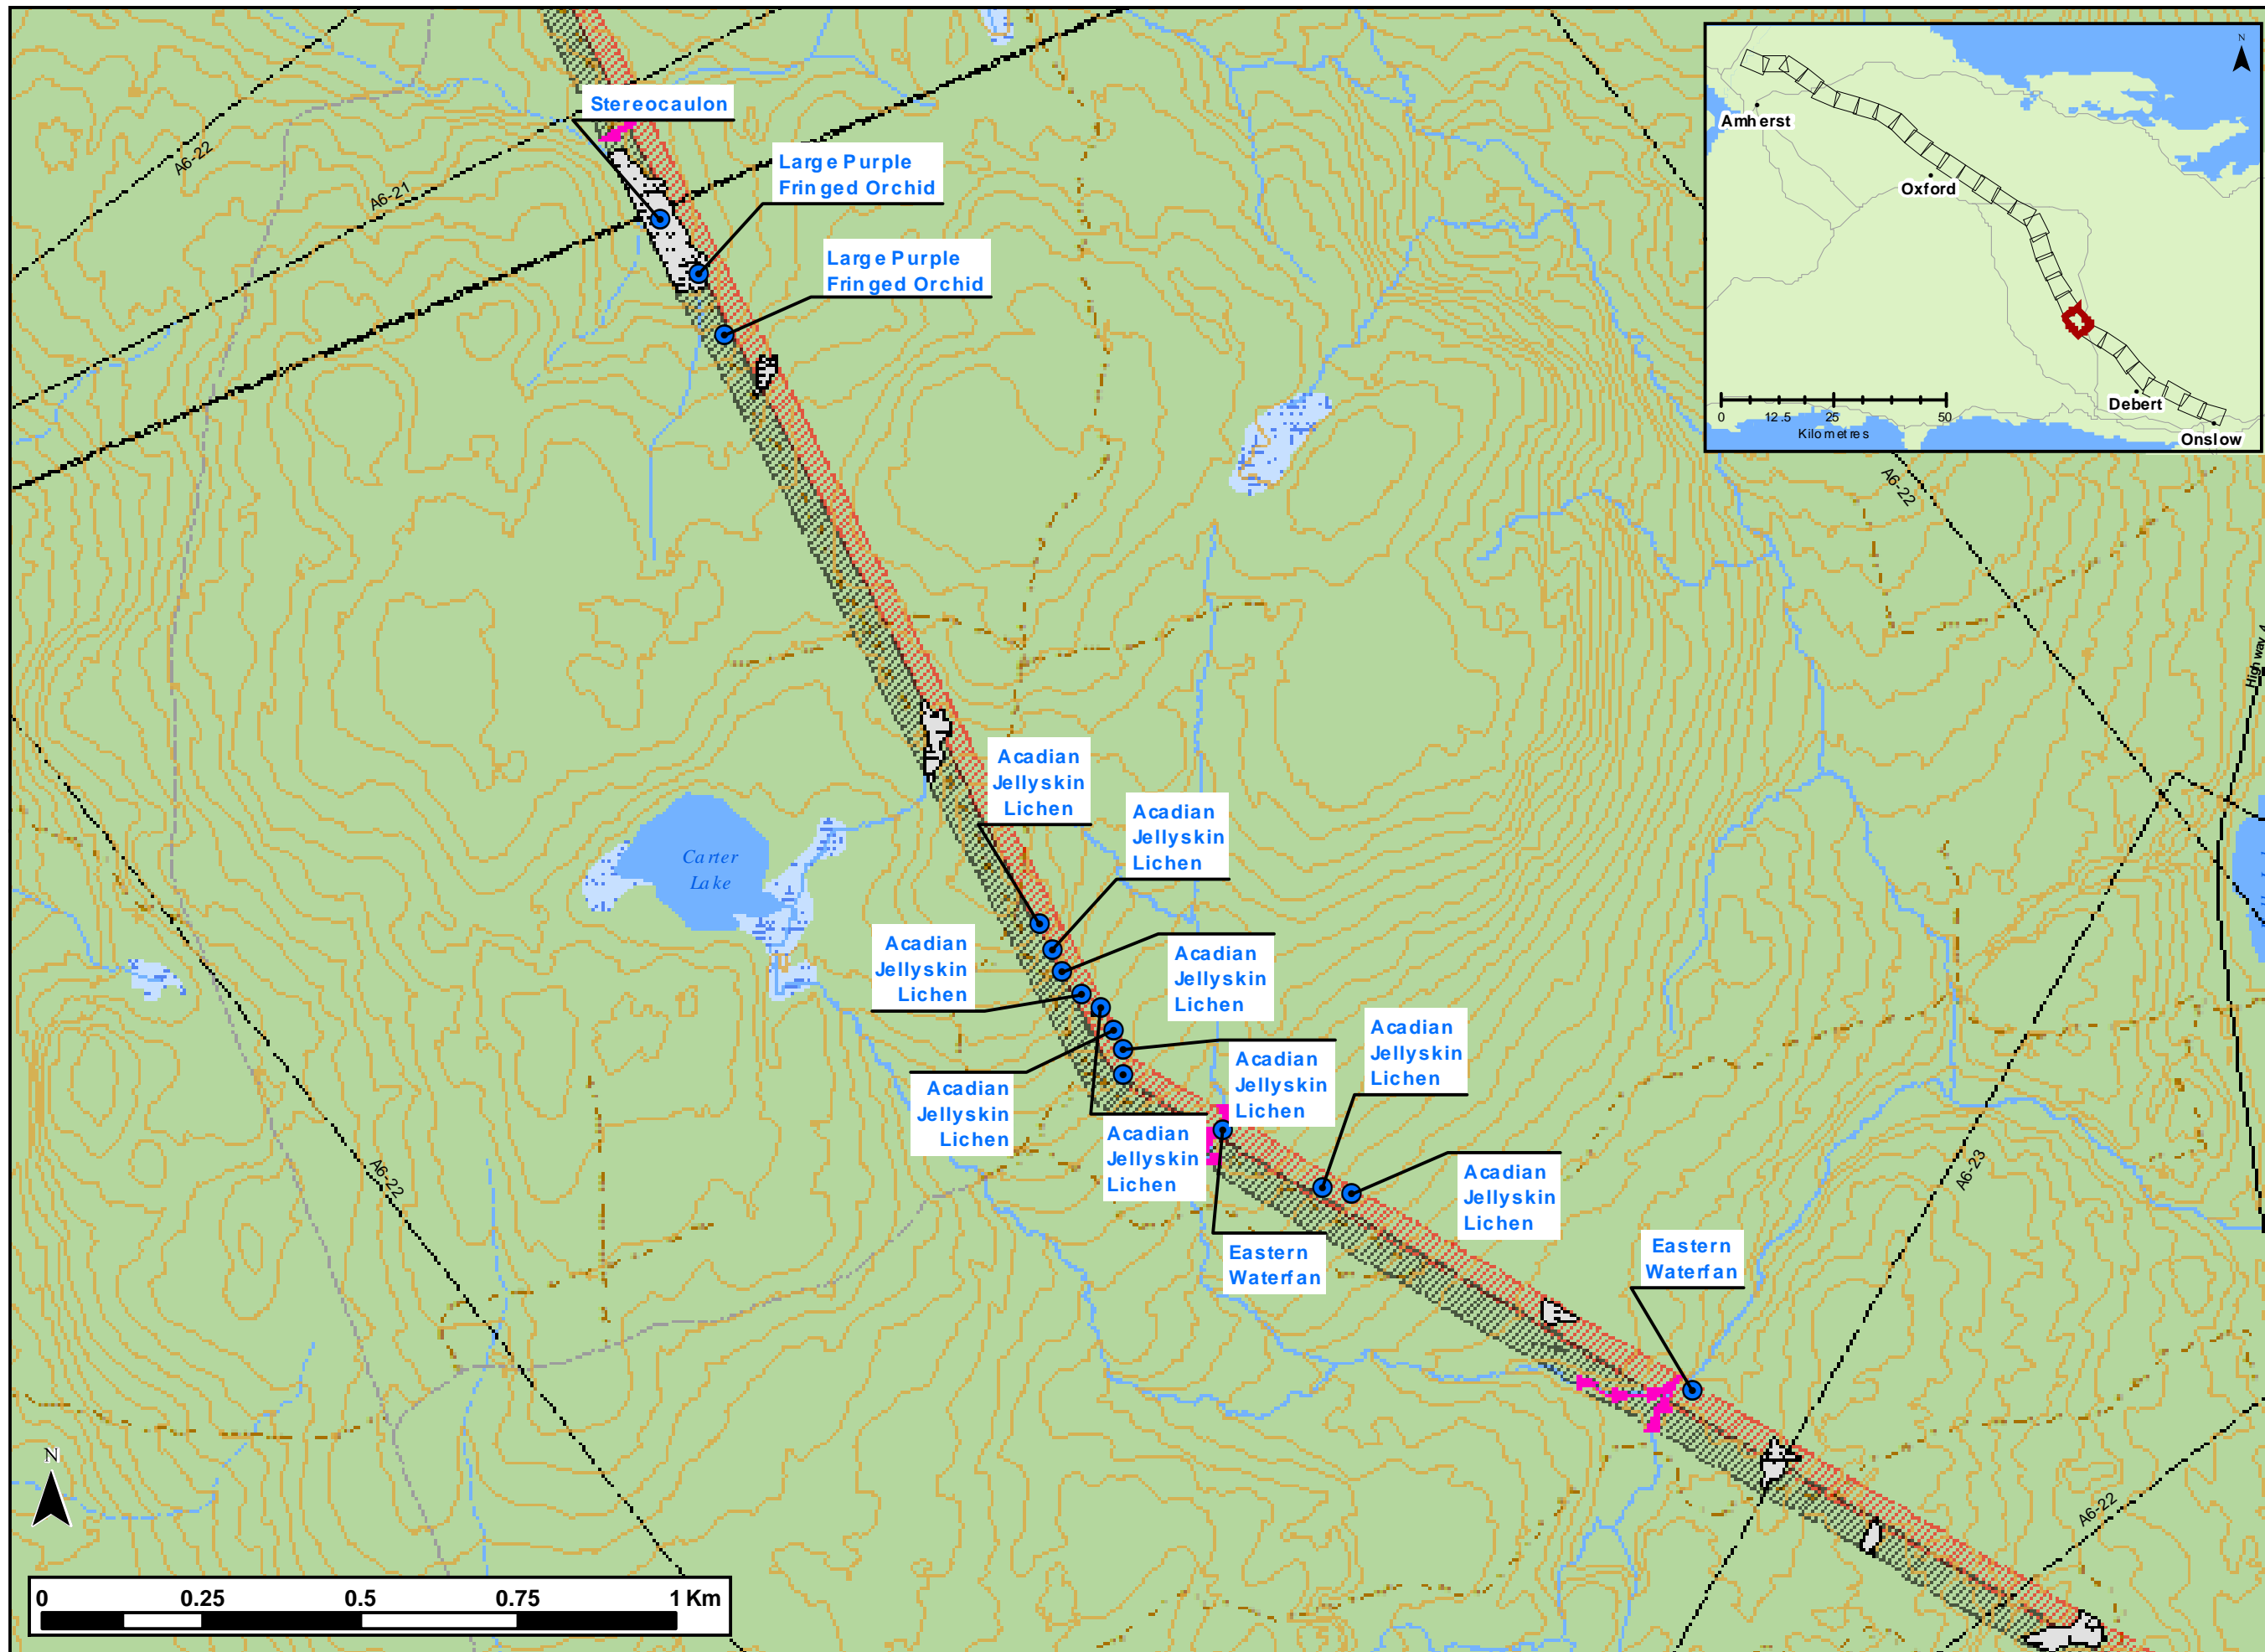 Stereocaulon
Large Purple
Fringed Orchid
Large Purple
Fringed Orchid
A6-22
A6-21
N
Amherst
Oxford
Debert
Onslow
0 12.5 25 50
Kilometres
A6-22
Highway 4
Acadian
Jellyskin
Lichen
Acadian
Jellyskin
Lichen
Carter
Lake
Acadian
Jellyskin
Lichen
Acadian
Jellyskin
Lichen
Acadian
Jellyskin
Lichen
Acadian
Jellyskin
Lichen
Acadian
Jellyskin
Lichen
Acadian
Jellyskin
Lichen
Acadian
Jellyskin
Lichen
Eastern
Waterfan
Eastern
Waterfan
A6-22
A6-23
A6-22
N
0 0.25 0.5 0.75 1 Km